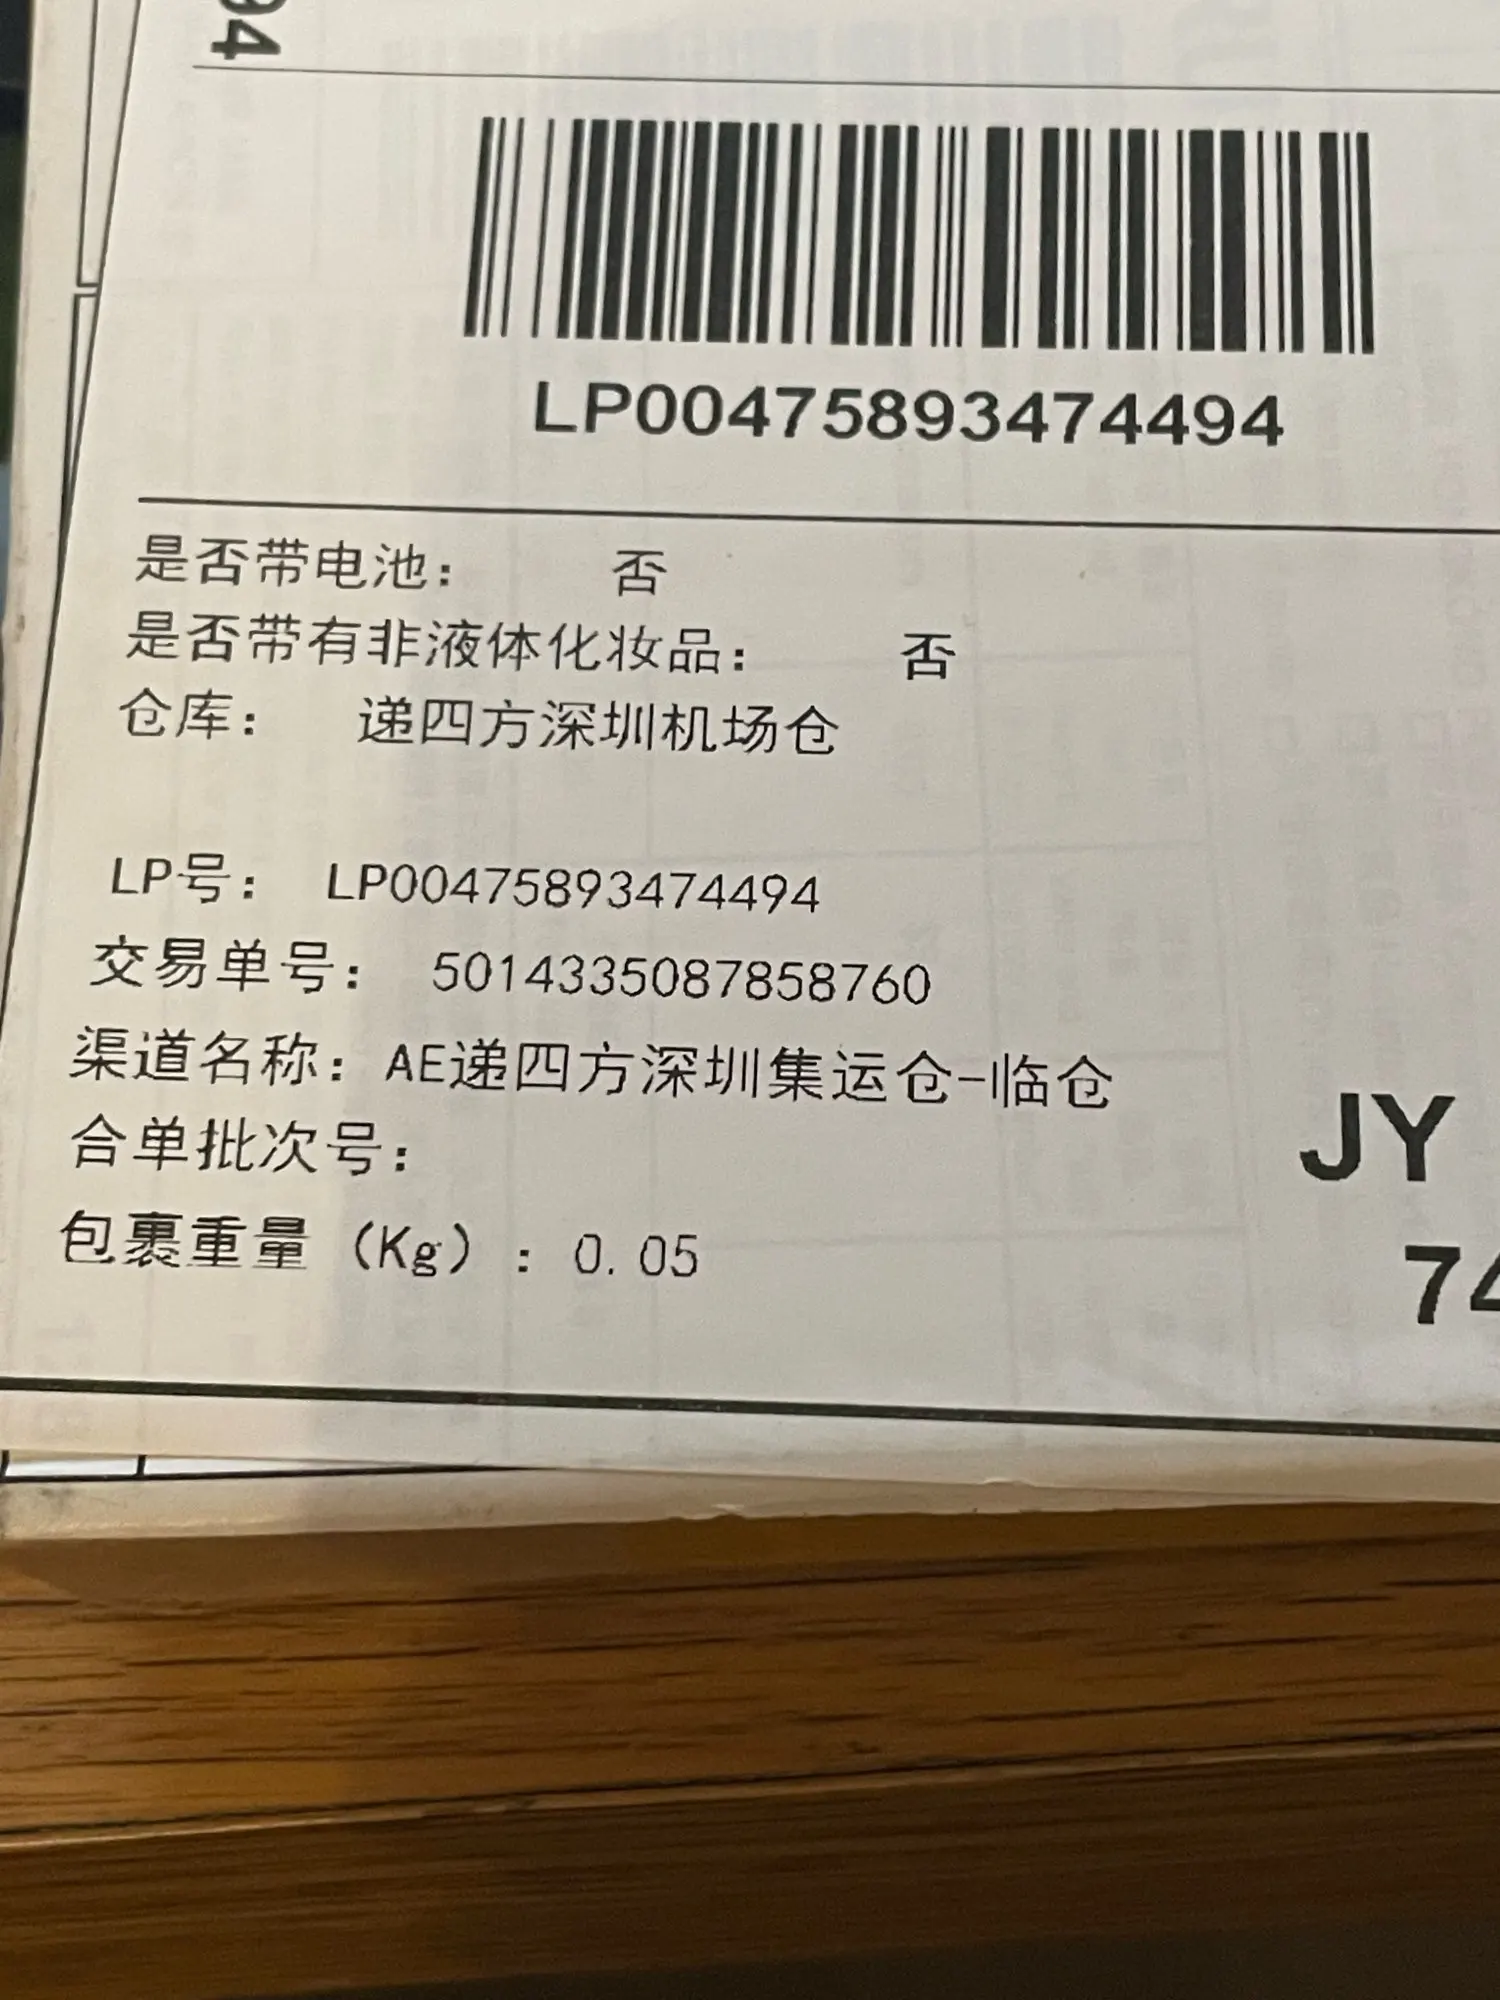 94
LP00475893474494
是否带电池： 否
是否带有非液体化妆品： 否
仓库： 递四方深圳机场仓
LP号： LP00475893474494
交易单号： 5014335087858760
渠道名称：AE递四方深圳集运仓-临仓
合单批次号：
JY
包裹重量（Kg）：0.05
74